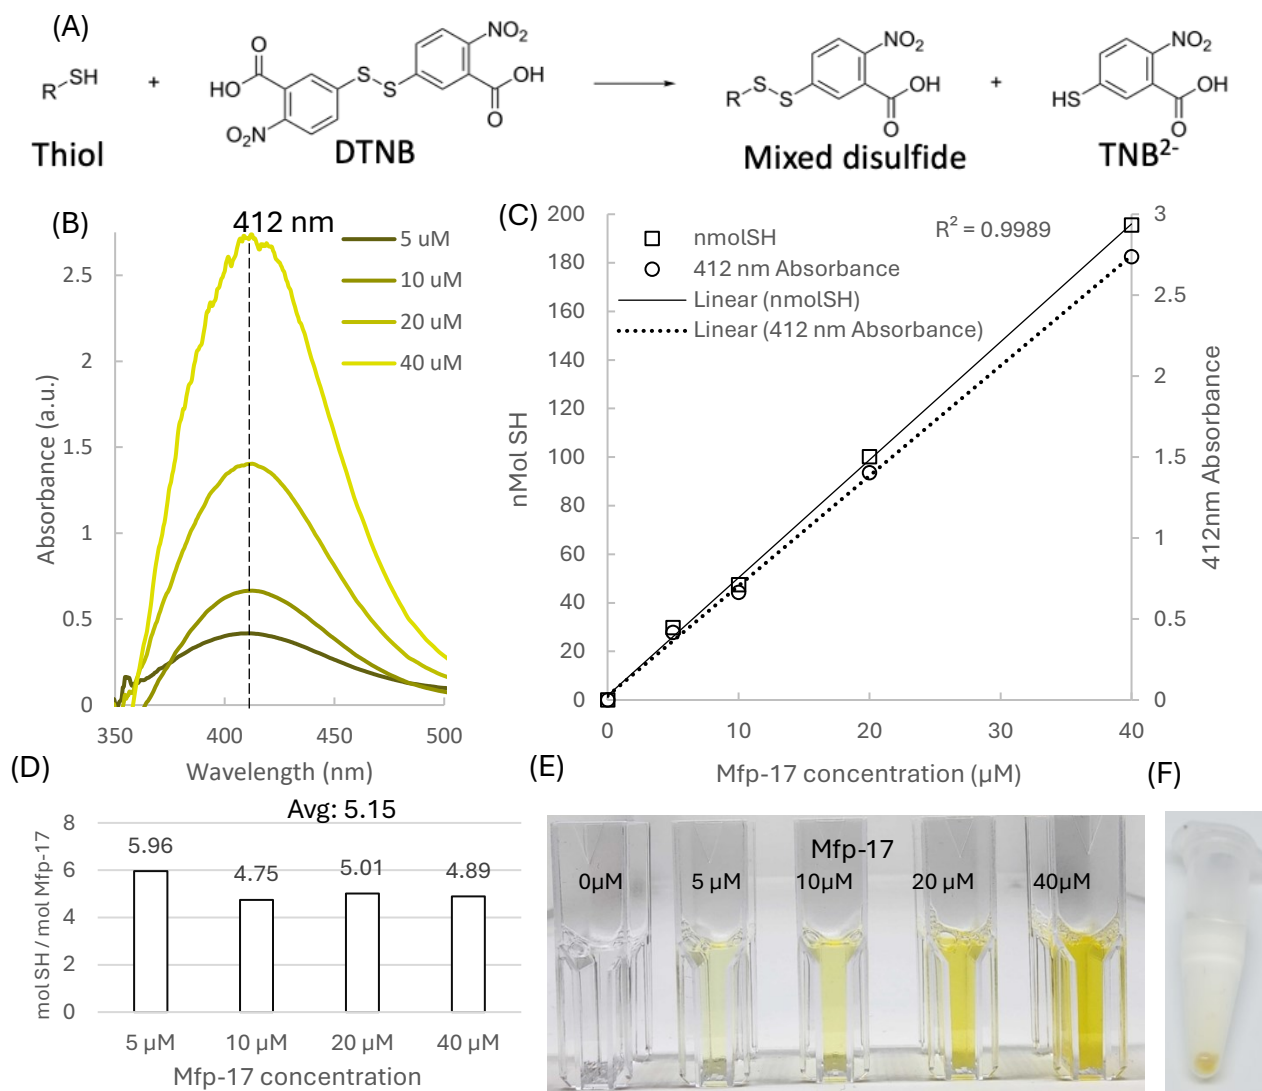 (A)
R SH + HO O O2N S S NO2 OH O R S S NO2 OH O + HS NO2 OH O
Thiol DTNB Mixed disulfide TNB2-
(B)
412 nm
5 uM
10 uM
20 uM
40 uM
Absorbance (a.u.)
2.5
2
1.5
1
0.5
0
350 400 450 500
Wavelength (nm)
(C)
nMol SH
200
180
160
140
120
100
80
60
40
20
0
nmolSH
412 nm Absorbance
Linear (nmolSH)
Linear (412 nm Absorbance)
R² = 0.9989
3
2.5
2
1.5
1
0.5
0
412nm Absorbance
0 10 20 30 40
Mfp-17 concentration (µM)
(D)
Avg: 5.15
mol SH / mol Mfp-17
8
6
4
2
0
5.96 4.75 5.01 4.89
5 µM 10 µM 20 µM 40 µM
Mfp-17 concentration
(E)
Mfp-17
0µM 5 µM 10µM 20 µM 40µM
(F)